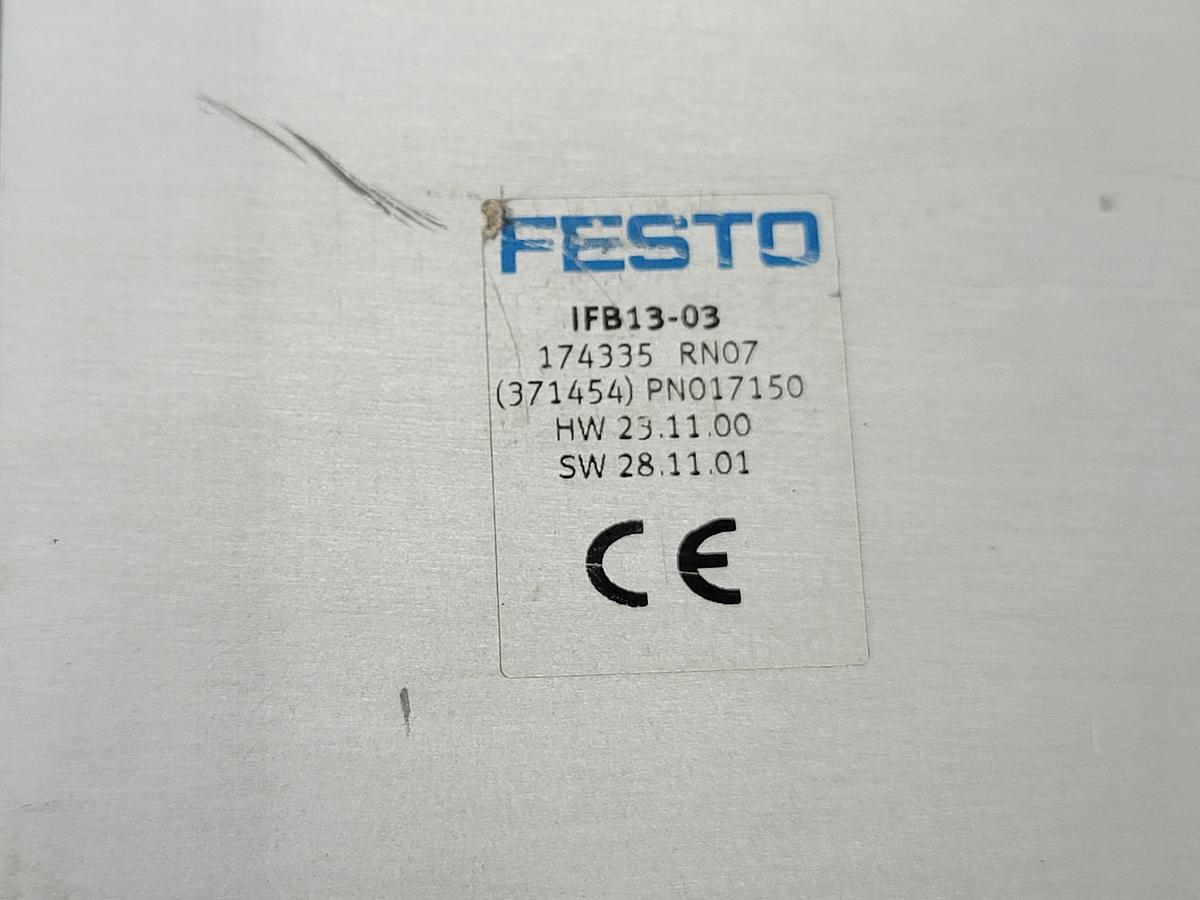 FESTO
IFB13-03
174335 RN07
(371454) PN017150
HW 23.11.00
SW 28.11.01
CE